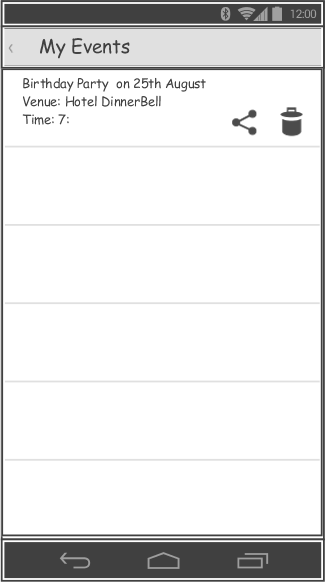 12:00
My Events
Birthday Party on 25th August
Venue: Hotel DinnerBell
Time: 7: